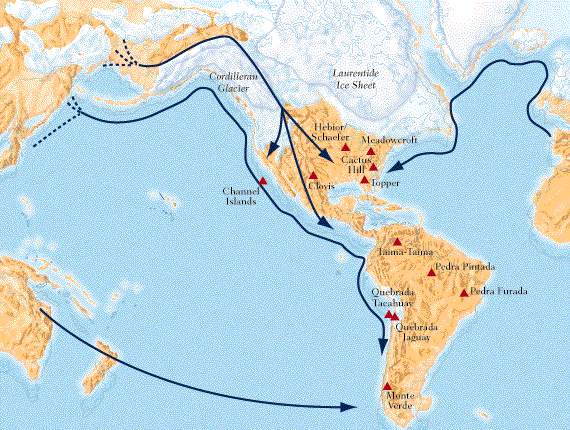 Cordilleran
Glacier
Laurentide
Ice Sheet
Hebior/
Schaefer
Meadowcroft
Cactus
Hill
Clovis
Topper
Channel
Islands
Taima-Taima
Pedra Pintada
Quebrada
Tacahuay
Pedra Furada
Quebrada
Jaguay
Monte
Verde